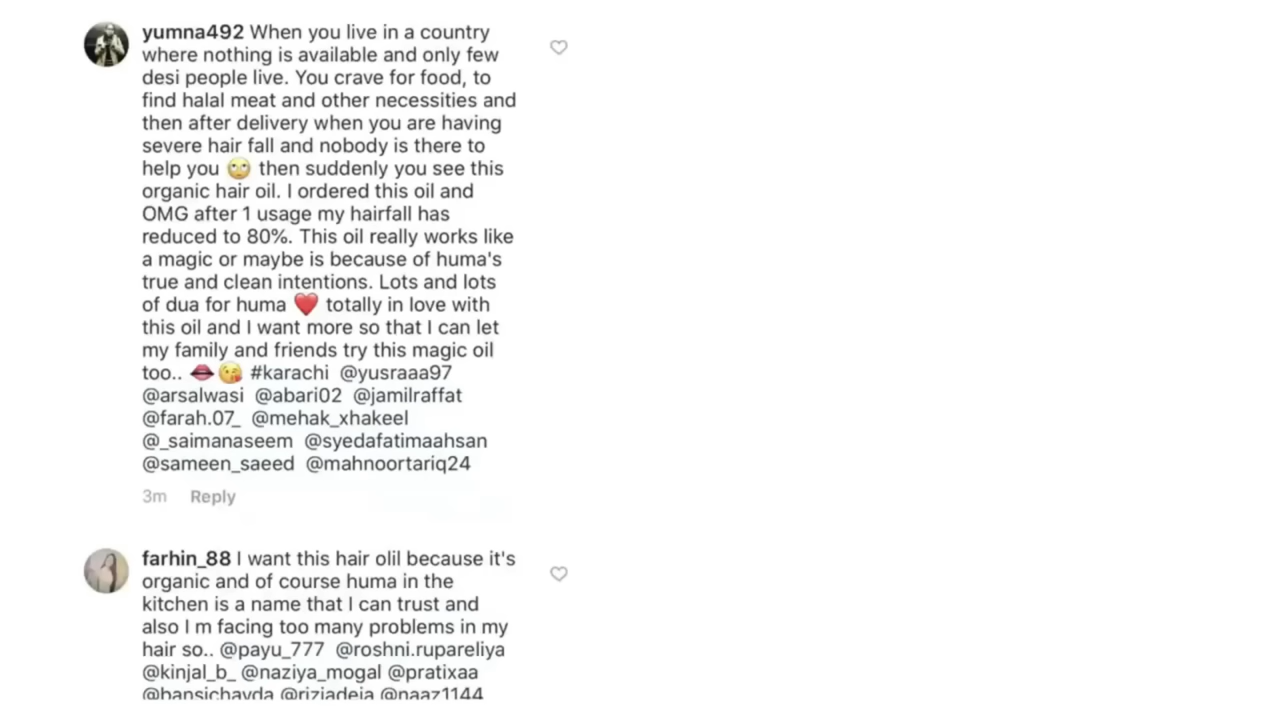 yumna492 When you live in a country
where nothing is available and only few
desi people live. You crave for food, to
find halal meat and other necessities and
then after delivery when you are having
severe hair fall and nobody is there to
help you 🙄 then suddenly you see this
organic hair oil. I ordered this oil and
OMG after 1 usage my hairfall has
reduced to 80%. This oil really works like
a magic or maybe is because of huma's
true and clean intentions. Lots and lots
of dua for huma ❤️ totally in love with
this oil and I want more so that I can let
my family and friends try this magic oil
too.. 👄😘 #karachi @yusraaa97
@arsalwasi @abari02 @jamilraffat
@farah.07_ @mehak_xhakeel
@_saimanaseem @syedafatimaahsan
@sameen_saeed @mahnoortariq24
3m Reply
farhin_88 I want this hair olil because it's
organic and of course huma in the
kitchen is a name that I can trust and
also I m facing too many problems in my
hair so.. @payu_777 @roshni.rupareliya
@kinjal_b_ @naziya_mogal @pratixaa
@bansichavda @riziadeia @naaz1144